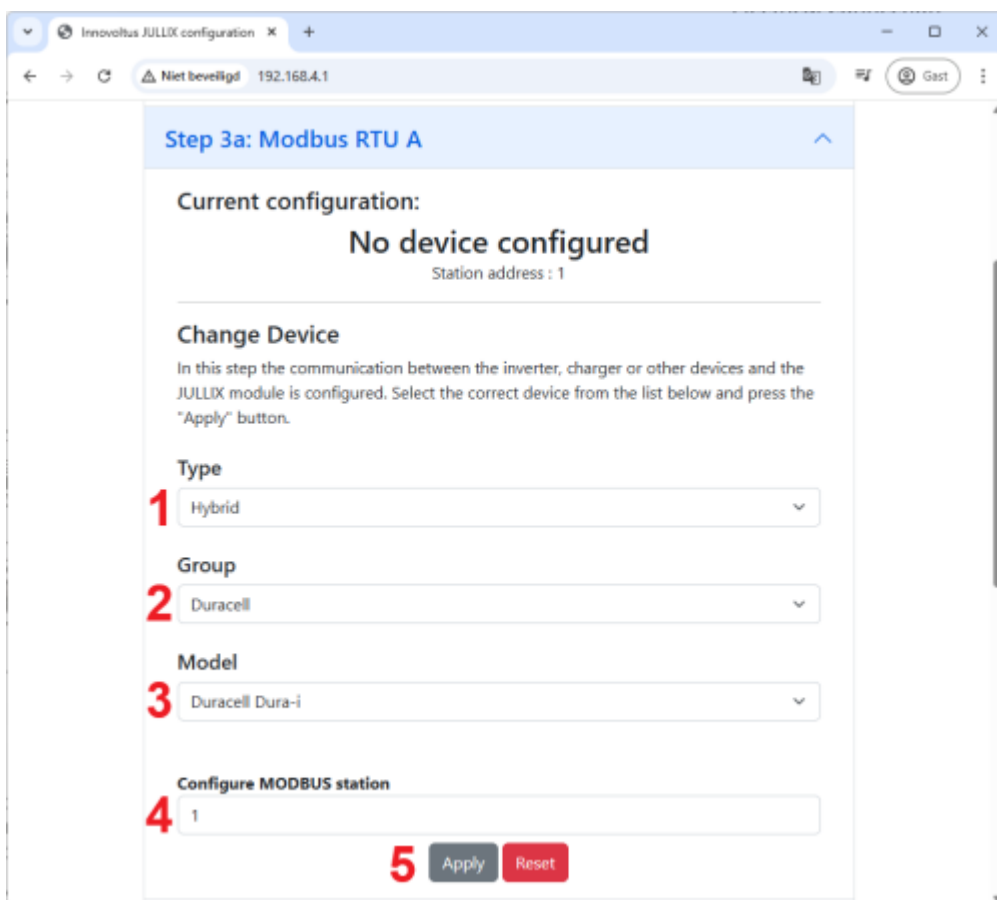 Innovoltus JULLIX configuration
Niet beveiligd 192.168.4.1
Gast
Step 3a: Modbus RTU A
Current configuration:
No device configured
Station address : 1
Change Device
In this step the communication between the inverter, charger or other devices and the
JULLIX module is configured. Select the correct device from the list below and press the
"Apply" button.
Type
1 Hybrid
Group
2 Duracell
Model
3 Duracell Dura-i
Configure MODBUS station
4 1
5 Apply Reset